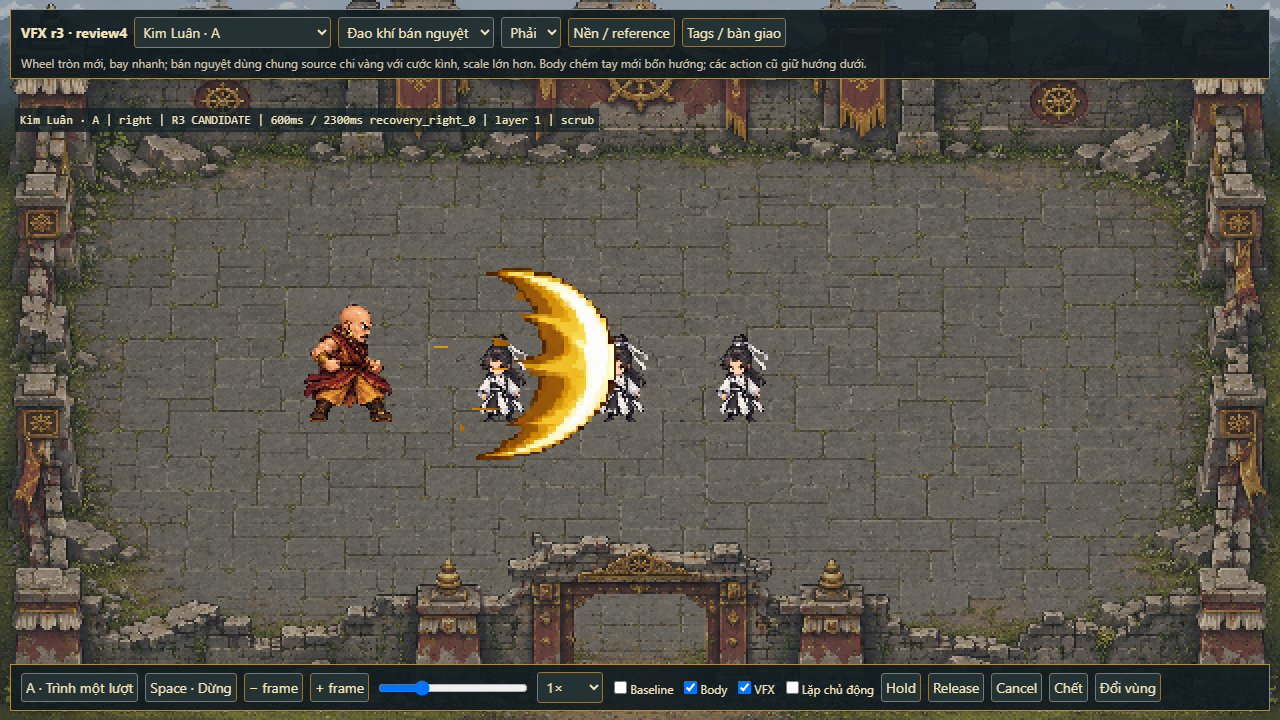 VFX r3 · review4 Kim Luân · A Đao khí bán nguyệt Phải Nền / reference Tags / bàn giao
Wheel tròn mới, bay nhanh; bán nguyệt dùng chung source chi vàng với cước kình, scale lớn hơn. Body chém tay mới bốn hướng; các action cũ giữ hướng dưới.
Kim Luân · A | right | R3 CANDIDATE | 600ms / 2300ms recovery_right_0 | layer 1 | scrub
A · Trình một lượt Space · Dừng − frame + frame 1× Baseline Body VFX Lặp chủ động Hold Release Cancel Chết Đổi vùng